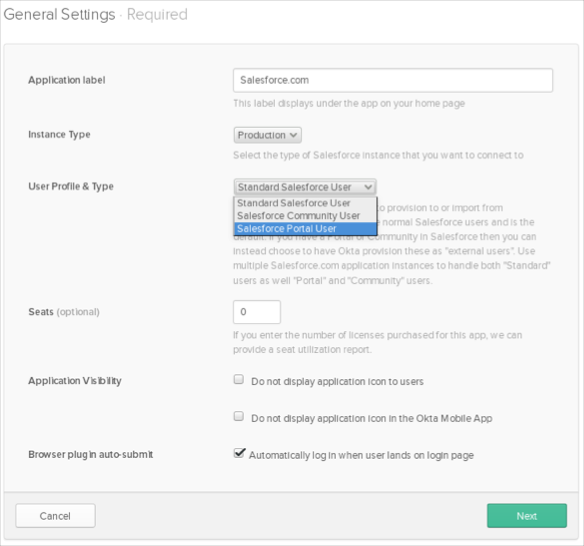 General Settings · Required
Application label
Salesforce.com
This label displays under the app on your home page
Instance Type
Production
Select the type of Salesforce instance that you want to connect to
User Profile & Type
Standard Salesforce User
Standard Salesforce User
Salesforce Community User
Salesforce Portal User
to provision to or import from
normal Salesforce users and is the
default. If you have a Portal or Community in Salesforce then you can
instead choose to have Okta provision these as "external users". Use
multiple Salesforce.com application instances to handle both "Standard"
users as well "Portal" and "Community" users.
Seats (optional)
0
If you enter the number of licenses purchased for this app, we can
provide a seat utilization report.
Application Visibility
Do not display application icon to users
Do not display application icon in the Okta Mobile App
Browser plugin auto-submit
Automatically log in when user lands on login page
Cancel
Next